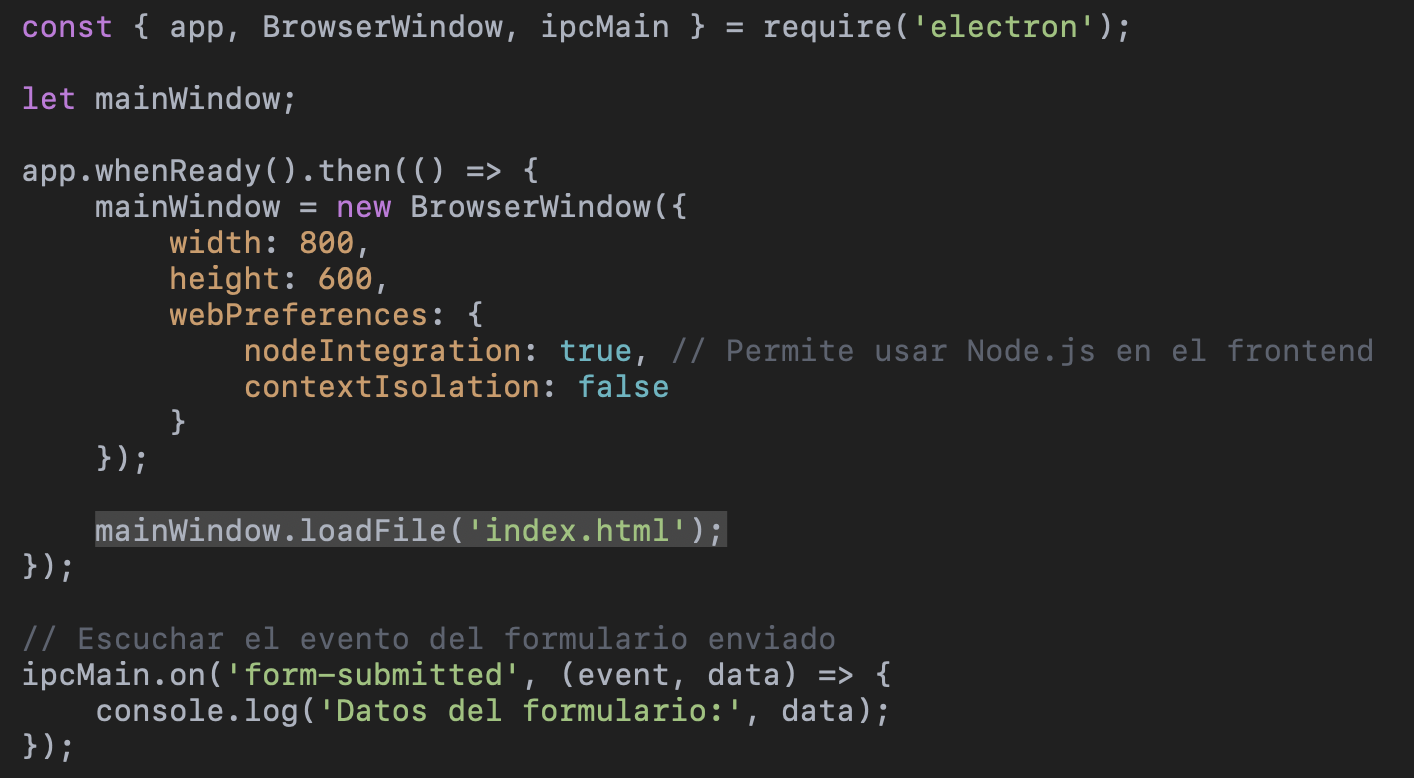 const { app, BrowserWindow, ipcMain } = require('electron');
let mainWindow;
app.whenReady().then(() => {
    mainWindow = new BrowserWindow({
        width: 800,
        height: 600,
        webPreferences: {
            nodeIntegration: true, // Permite usar Node.js en el frontend
            contextIsolation: false
        }
    });
    mainWindow.loadFile('index.html');
});
// Escuchar el evento del formulario enviado
ipcMain.on('form-submitted', (event, data) => {
    console.log('Datos del formulario:', data);
});